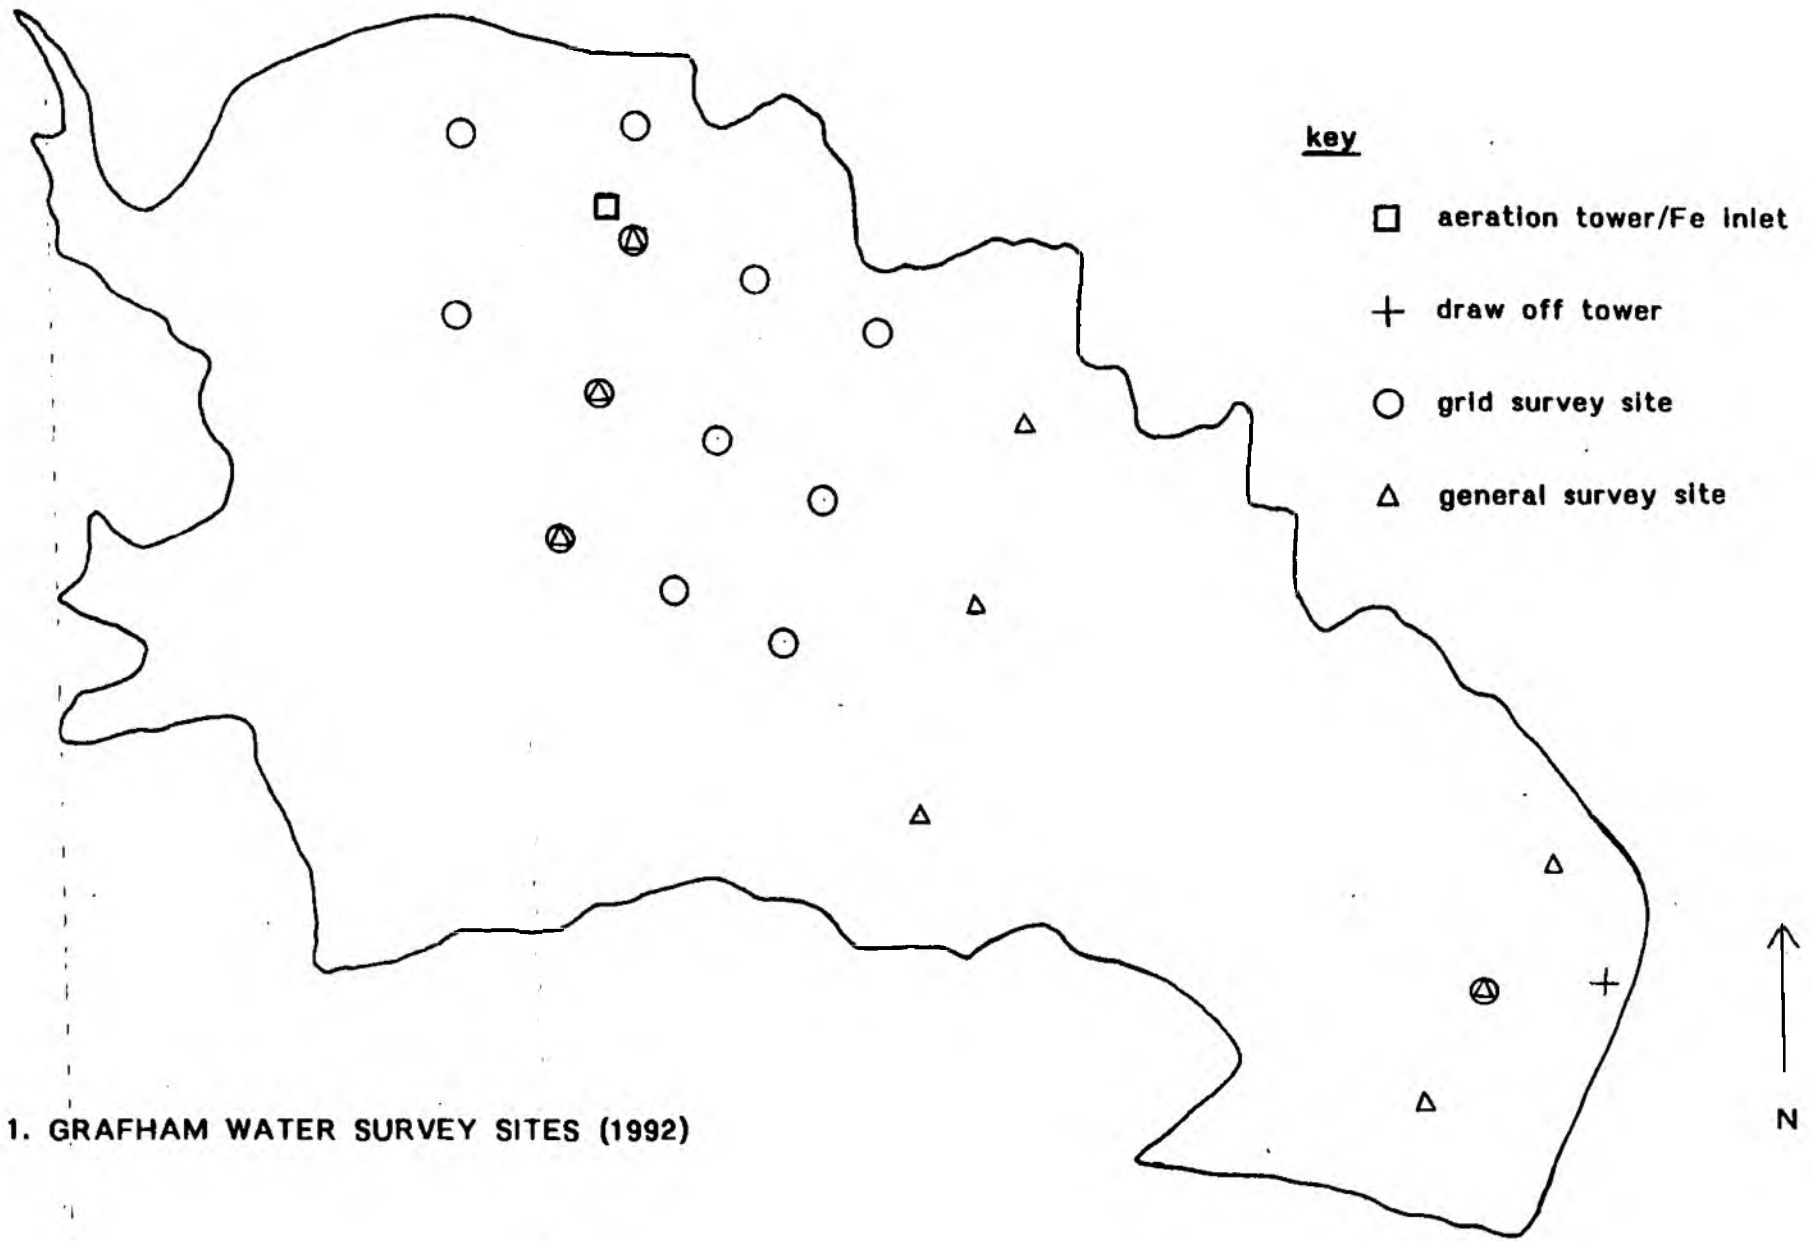 key
aeration tower/Fe inlet
draw off tower
grid survey site
general survey site
N
1. GRAFHAM WATER SURVEY SITES (1992)